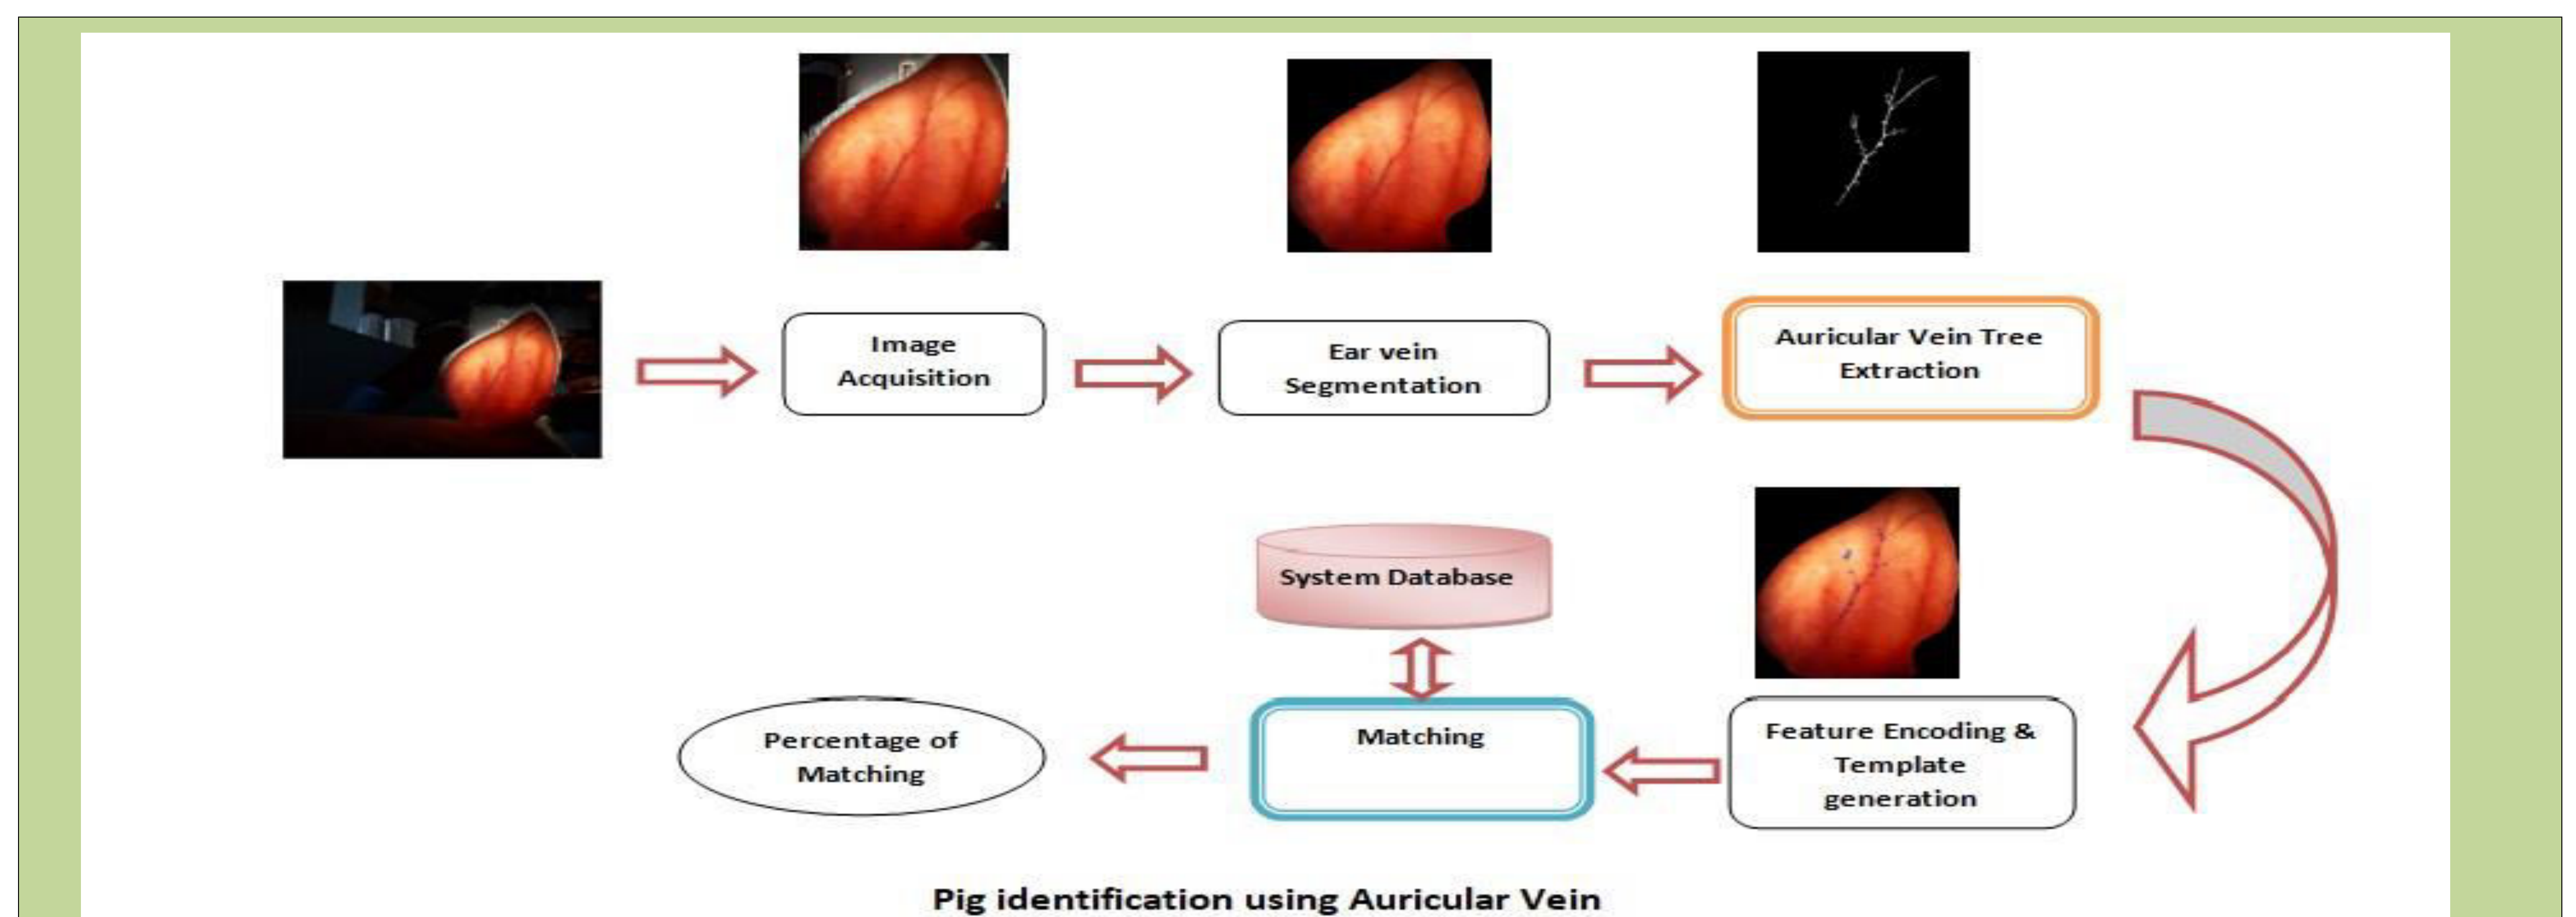 Image
Acquisition
Ear vein
Segmentation
Auricular Vein Tree
Extraction
System Database
Percentage of
Matching
Matching
Feature Encoding &
Template
generation
Pig identification using Auricular Vein